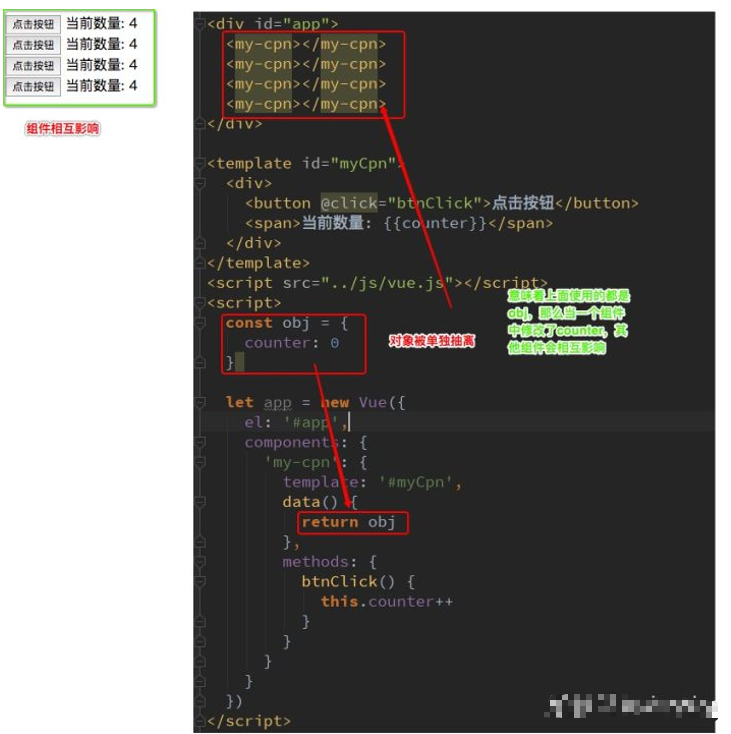 点击按钮 当前数量: 4
点击按钮 当前数量: 4
点击按钮 当前数量: 4
点击按钮 当前数量: 4
组件相互影响
<div id="app">
<my-cpn></my-cpn>
<my-cpn></my-cpn>
<my-cpn></my-cpn>
<my-cpn></my-cpn>
</div>
<template id="myCpn">
<div>
<button @click="btnClick">点击按钮</button>
<span>当前数量: {{counter}}</span>
</div>
</template>
<script src="../js/vue.js"></script>
<script>
const obj = {
counter: 0
}
对象被单独抽离
意味着上面使用的都是
obj, 那么当一个组件
中修改了counter, 其
他组件会相互影响
let app = new Vue({
el: '#app',
components: {
'my-cpn': {
template: '#myCpn',
data() {
return obj
},
methods: {
btnClick() {
this.counter++
}
}
}
}
})
</script>